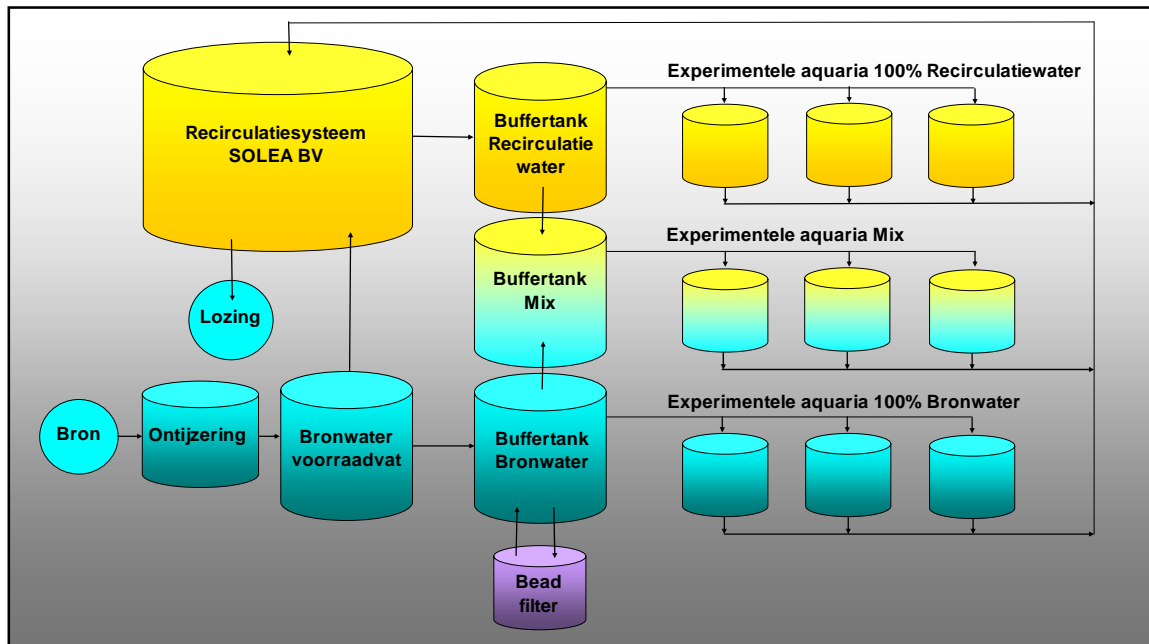 Experimentele aquaria 100% Recirculatiewater
Recirculatiesysteem
SOLEA BV
Buffertank
Recirculatie
water
Experimentele aquaria Mix
Buffertank
Mix
Lozing
Experimentele aquaria 100% Bronwater
Bron
Ontijzering
Bronwater
voorraadvat
Buffertank
Bronwater
Bead
filter